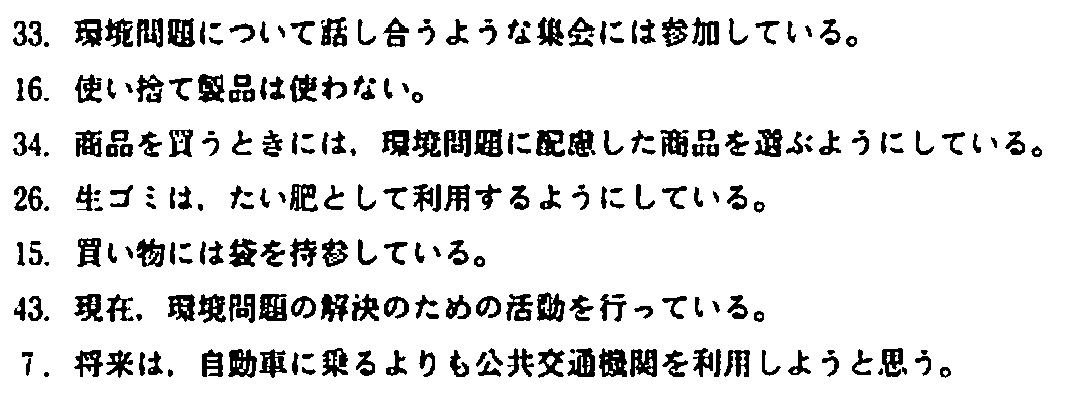 33. 環境問題について話し合うような集会には参加している。
16. 使い捨て製品は使わない。
34. 商品を買うときには，環境問題に配慮した商品を選ぶようにしている。
26. 生ゴミは，たい肥として利用するようにしている。
15. 買い物には袋を持参している。
43. 現在，環境問題の解決のための活動を行っている。
7. 将来は，自動車に乗るよりも公共交通機関を利用しようと思う。